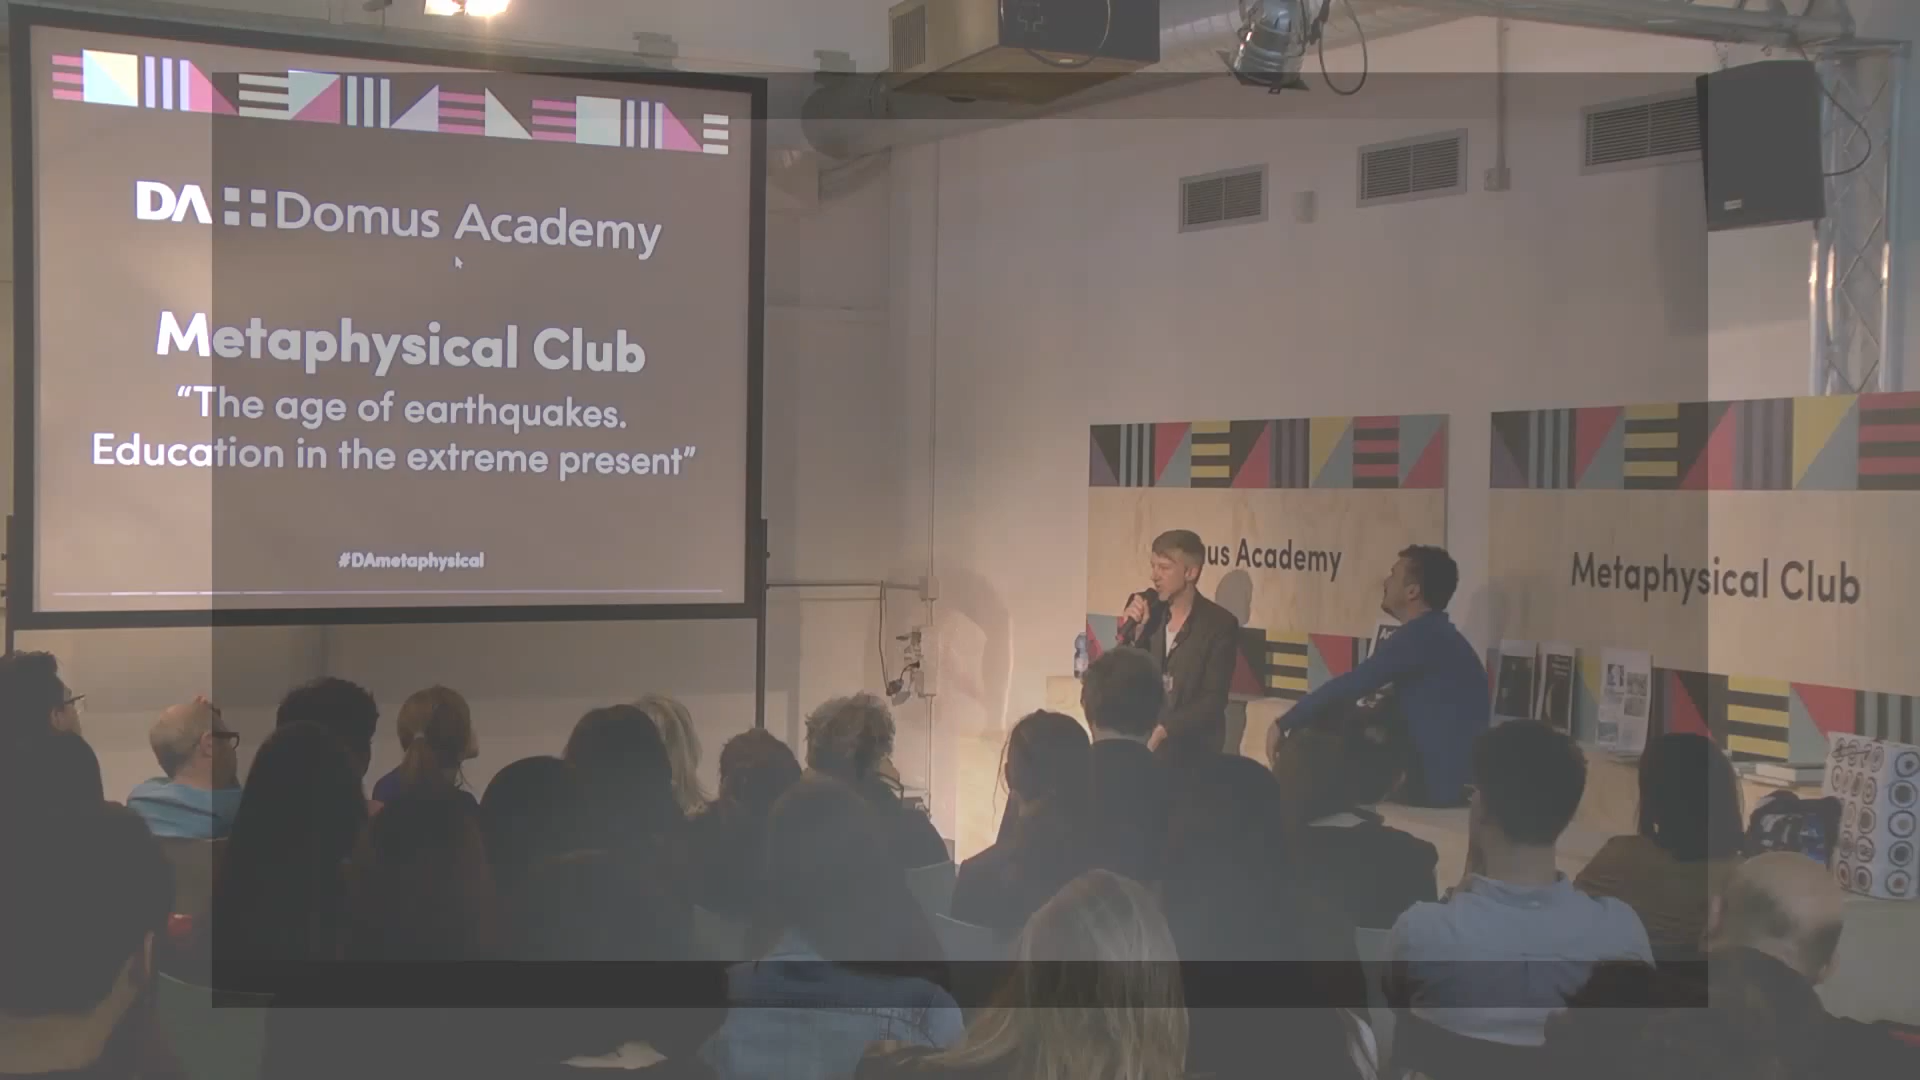 DA Domus Academy
Metaphysical Club
“The age of earthquakes.
Education in the extreme present”
#DAmetaphysical
us Academy
Metaphysical Club